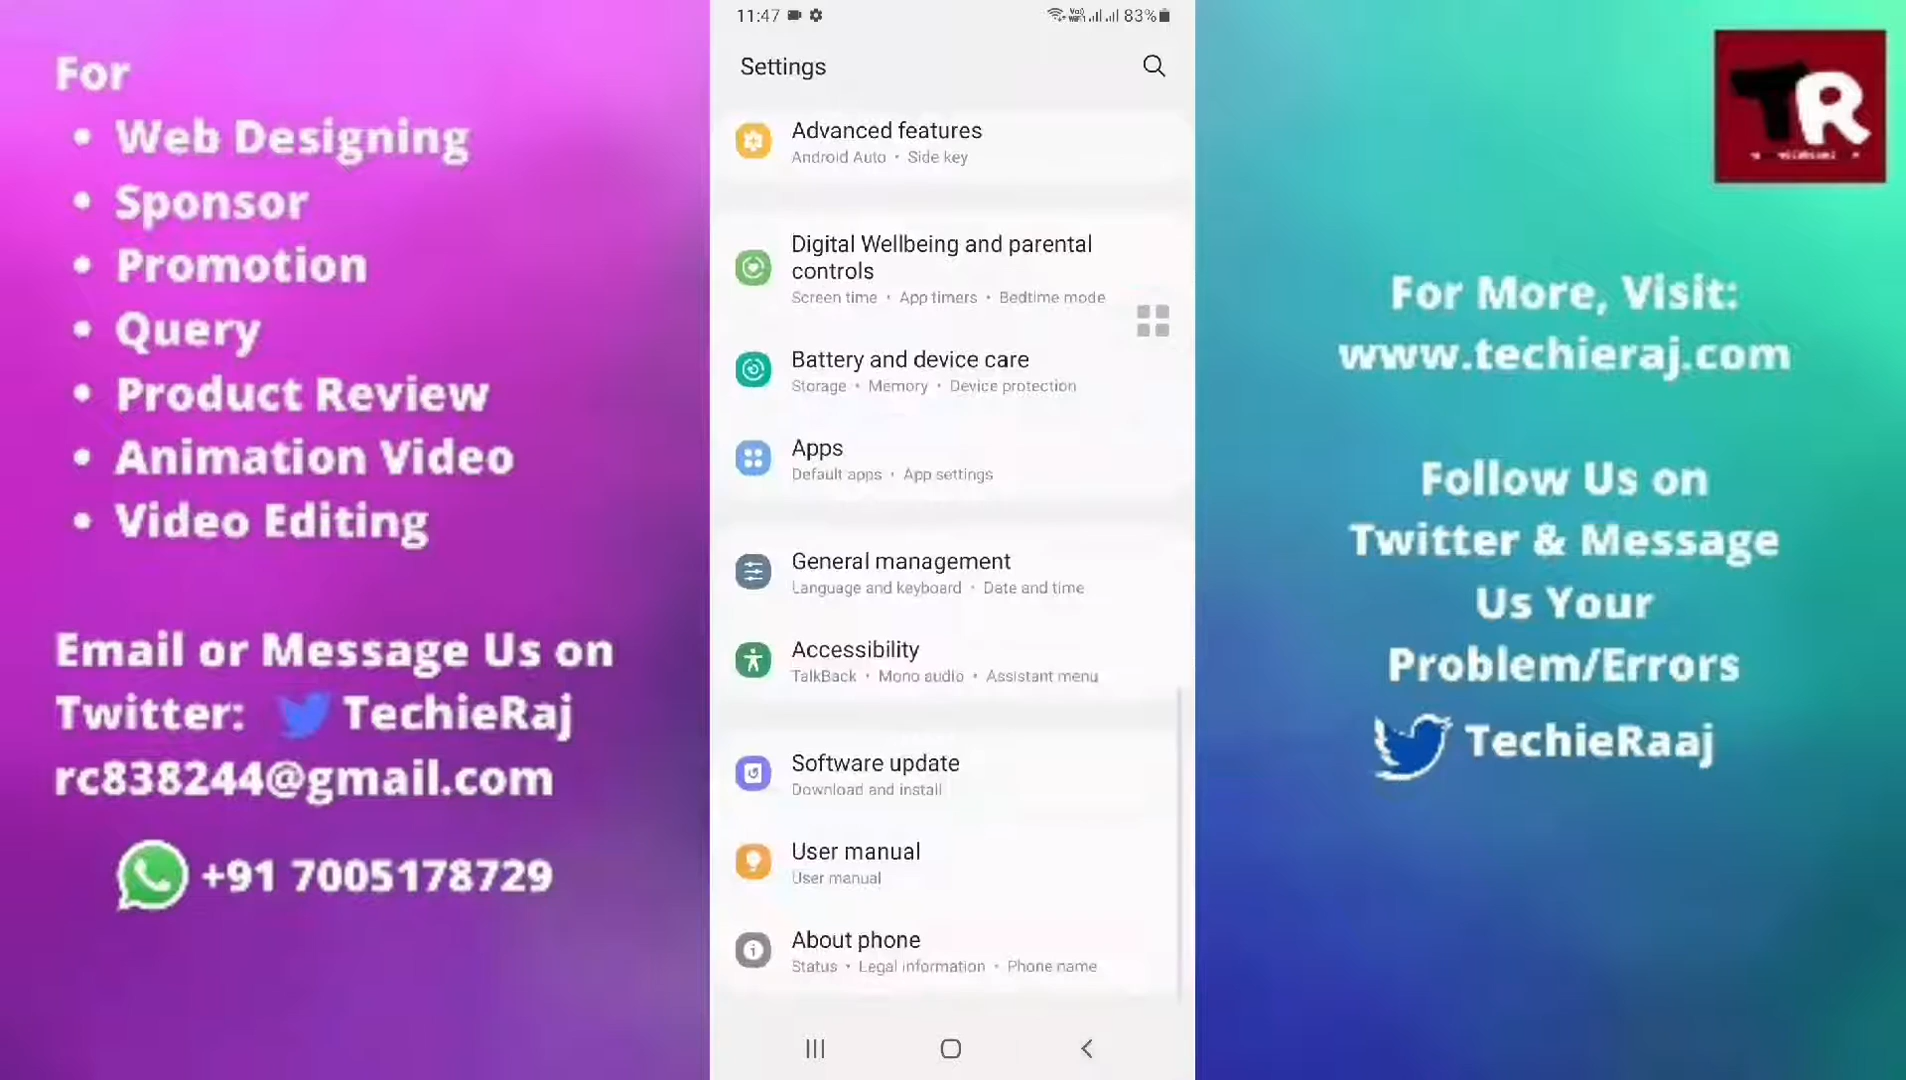 For
• Web Designing
• Sponsor
• Promotion
• Query
• Product Review
• Animation Video
• Video Editing
Email or Message Us on
Twitter: TechieRaj
rc838244@gmail.com
+91 7005178729
11:47 83%
Settings
Advanced features
Android Auto • Side key
Digital Wellbeing and parental
controls
Screen time • App timers • Bedtime mode
Battery and device care
Storage • Memory • Device protection
Apps
Default apps • App settings
General management
Language and keyboard • Date and time
Accessibility
TalkBack • Mono audio • Assistant menu
Software update
Download and install
User manual
User manual
About phone
Status • Legal information • Phone name
TR
For More, Visit:
www.techieraj.com
Follow Us on
Twitter & Message
Us Your
Problem/Errors
TechieRaaj